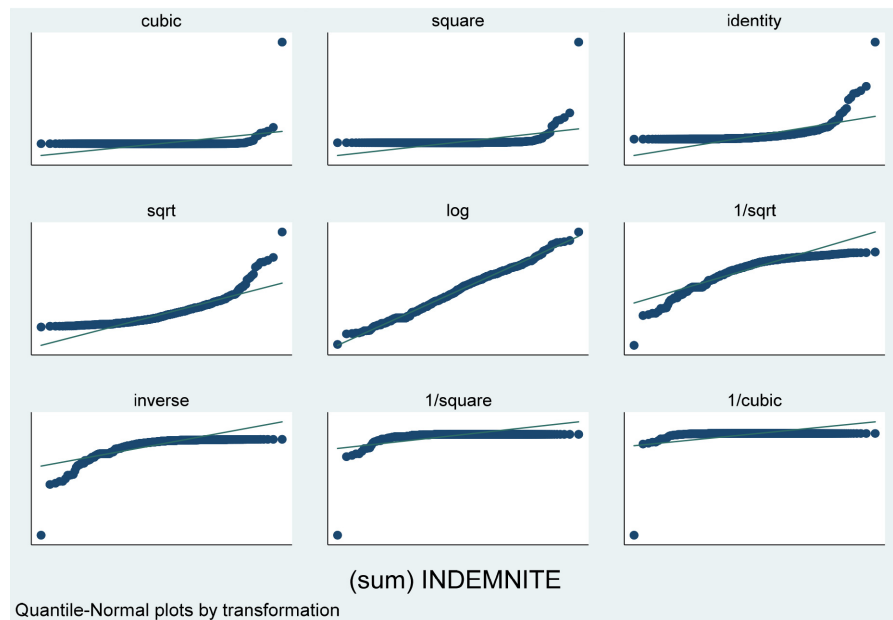 cubic
square
identity
sqrt
log
1/sqrt
inverse
1/square
1/cubic
(sum) INDEMNITE
Quantile-Normal plots by transformation